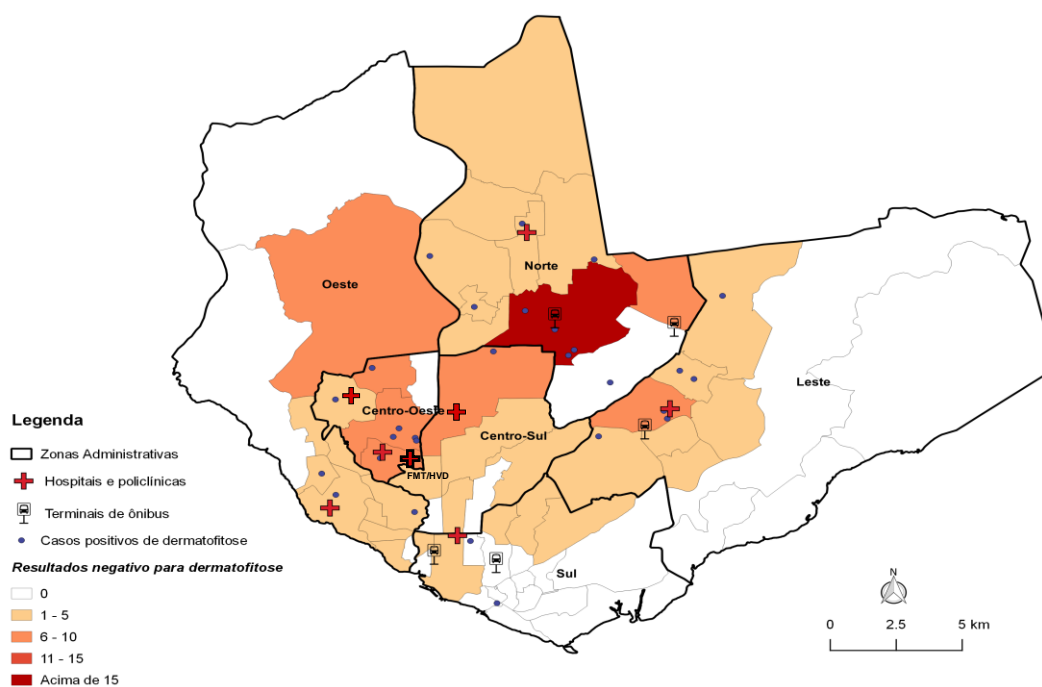 Norte
Oeste
Leste
Centro-Oeste
Centro-Sul
FMT/HVD
Sul
Legenda
Zonas Administrativas
Hospitais e policlínicas
Terminais de ônibus
Casos positivos de dermatofitose
Resultados negativo para dermatofitose
0
1 - 5
6 - 10
11 - 15
Acima de 15
N
0 2.5 5 km